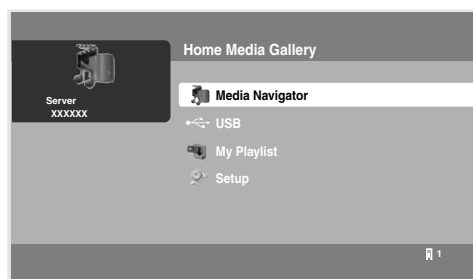 Home Media Gallery
Server
XXXXXX
Media Navigator
USB
My Playlist
Setup
1